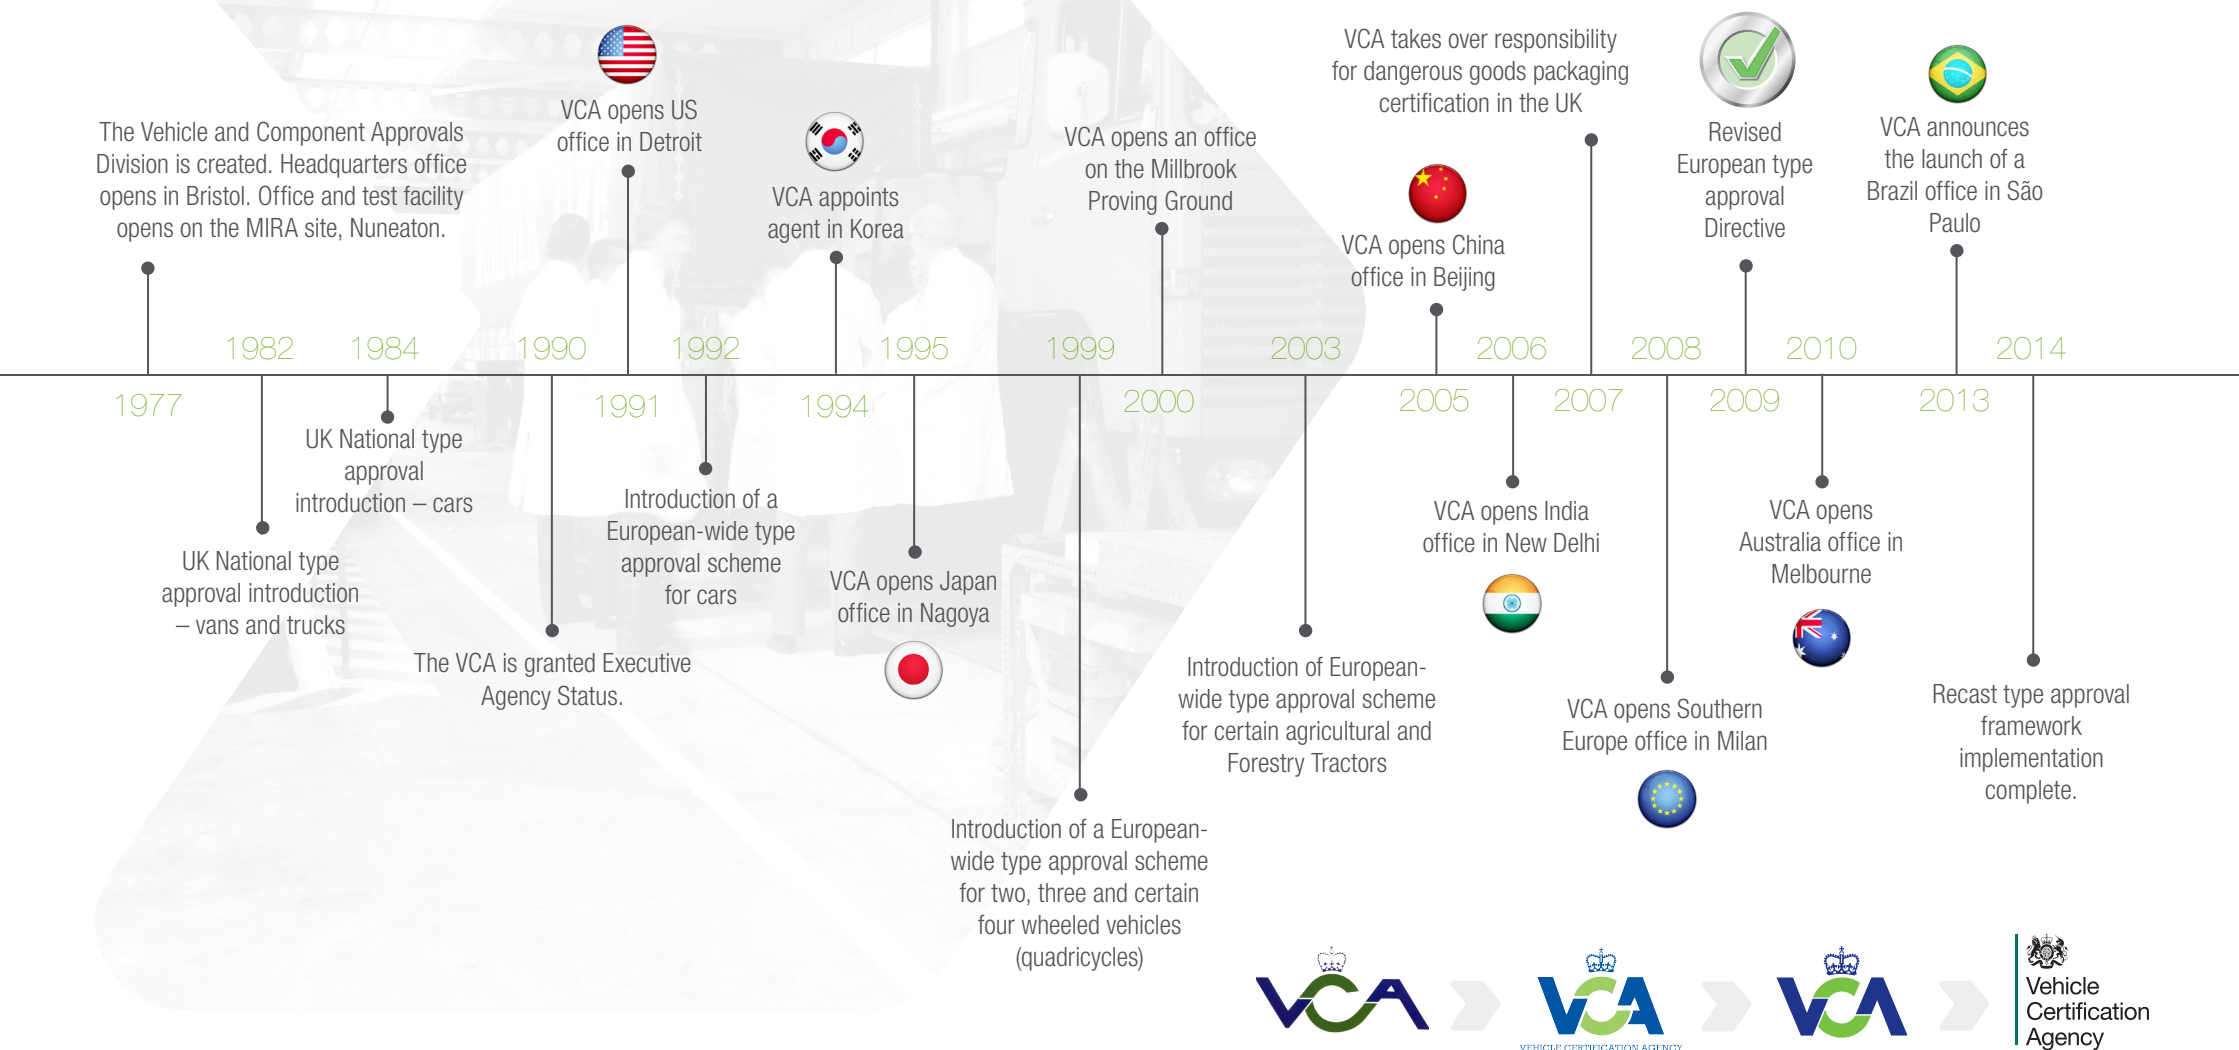 The Vehicle and Component Approvals
Division is created. Headquarters office
opens in Bristol. Office and test facility
opens on the MIRA site, Nuneaton.
1977
1982
UK National type
approval introduction
– vans and trucks
1984
UK National type
approval
introduction – cars
1990
The VCA is granted Executive
Agency Status.
VCA opens US
office in Detroit
1991
1992
Introduction of a
European-wide type
approval scheme
for cars
VCA appoints
agent in Korea
1994
1995
VCA opens Japan
office in Nagoya
1999
Introduction of a European-
wide type approval scheme
for two, three and certain
four wheeled vehicles
(quadricycles)
VCA opens an office
on the Millbrook
Proving Ground
2000
2003
Introduction of European-
wide type approval scheme
for certain agricultural and
Forestry Tractors
VCA opens China
office in Beijing
2005
2006
VCA opens India
office in New Delhi
VCA takes over responsibility
for dangerous goods packaging
certification in the UK
2007
2008
VCA opens Southern
Europe office in Milan
Revised
European type
approval
Directive
2009
2010
VCA opens
Australia office in
Melbourne
VCA announces
the launch of a
Brazil office in São
Paulo
2013
2014
Recast type approval
framework
implementation
complete.
VCA
VCA
VEHICLE CERTIFICATION AGENCY
VCA
Vehicle
Certification
Agency